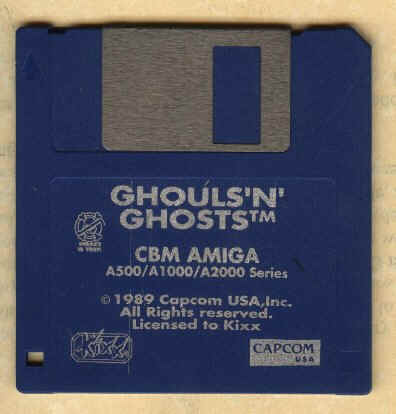 GHOULS'N'
GHOSTS™
CBM AMIGA
A500/A1000/A2000 Series
© 1989 Capcom USA, Inc.
All Rights reserved.
Licensed to Kixx
Kixx
CAPCOM
USA